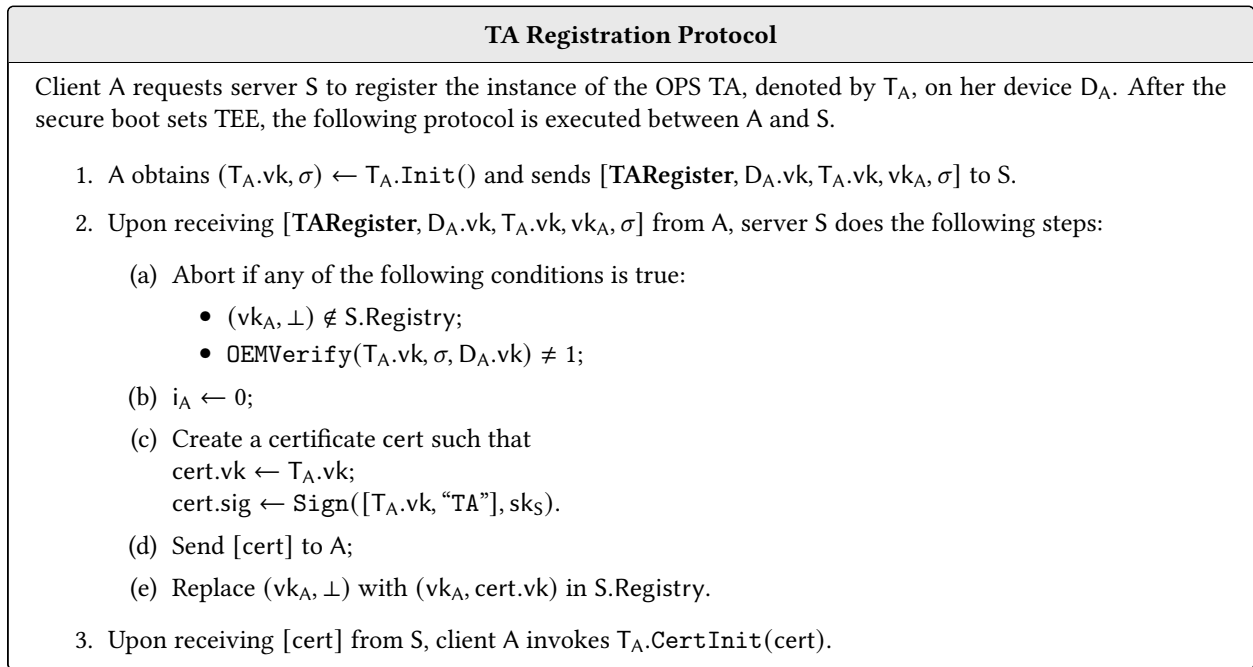 TA Registration Protocol
Client A requests server S to register the instance of the OPS TA, denoted by T_A, on her device D_A. After the
secure boot sets TEE, the following protocol is executed between A and S.
1. A obtains (T_A.vk, σ) ← T_A.Init() and sends [TARegister, D_A.vk, T_A.vk, vk_A, σ] to S.
2. Upon receiving [TARegister, D_A.vk, T_A.vk, vk_A, σ] from A, server S does the following steps:
(a) Abort if any of the following conditions is true:
• (vk_A, ⊥) ∉ S.Registry;
• OEMVerify(T_A.vk, σ, D_A.vk) ≠ 1;
(b) i_A ← 0;
(c) Create a certificate cert such that
cert.vk ← T_A.vk;
cert.sig ← Sign([T_A.vk, “TA”], sk_S).
(d) Send [cert] to A;
(e) Replace (vk_A, ⊥) with (vk_A, cert.vk) in S.Registry.
3. Upon receiving [cert] from S, client A invokes T_A.CertInit(cert).